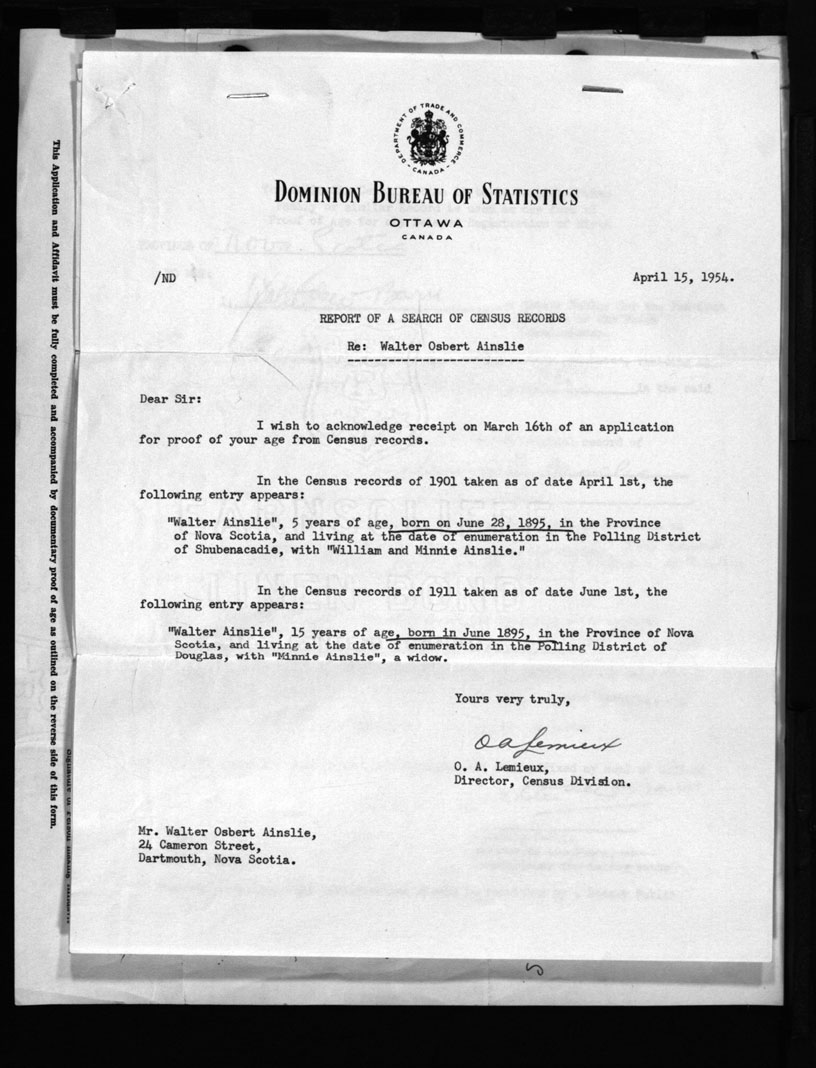 DEPARTMENT OF TRADE AND COMMERCE
- CANADA -
DOMINION BUREAU OF STATISTICS
OTTAWA
CANADA
/ND
April 15, 1954.
REPORT OF A SEARCH OF CENSUS RECORDS
Re: Walter Osbert Ainslie
Dear Sir:
I wish to acknowledge receipt on March 16th of an application
for proof of your age from Census records.
In the Census records of 1901 taken as of date April 1st, the
following entry appears:
"Walter Ainslie", 5 years of age, born on June 28, 1895, in the Province
of Nova Scotia, and living at the date of enumeration in the Polling District
of Shubenacadie, with "William and Minnie Ainslie."
In the Census records of 1911 taken as of date June 1st, the
following entry appears:
"Walter Ainslie", 15 years of age, born in June 1895, in the Province of Nova
Scotia, and living at the date of enumeration in the Polling District of
Douglas, with "Minnie Ainslie", a widow.
Yours very truly,
O A Lemieux
O. A. Lemieux,
Director, Census Division.
Mr. Walter Osbert Ainslie,
24 Cameron Street,
Dartmouth, Nova Scotia.
This Application and Affidavit must be fully completed and accompanied by documentary proof of age as outlined on the reverse side of this form.